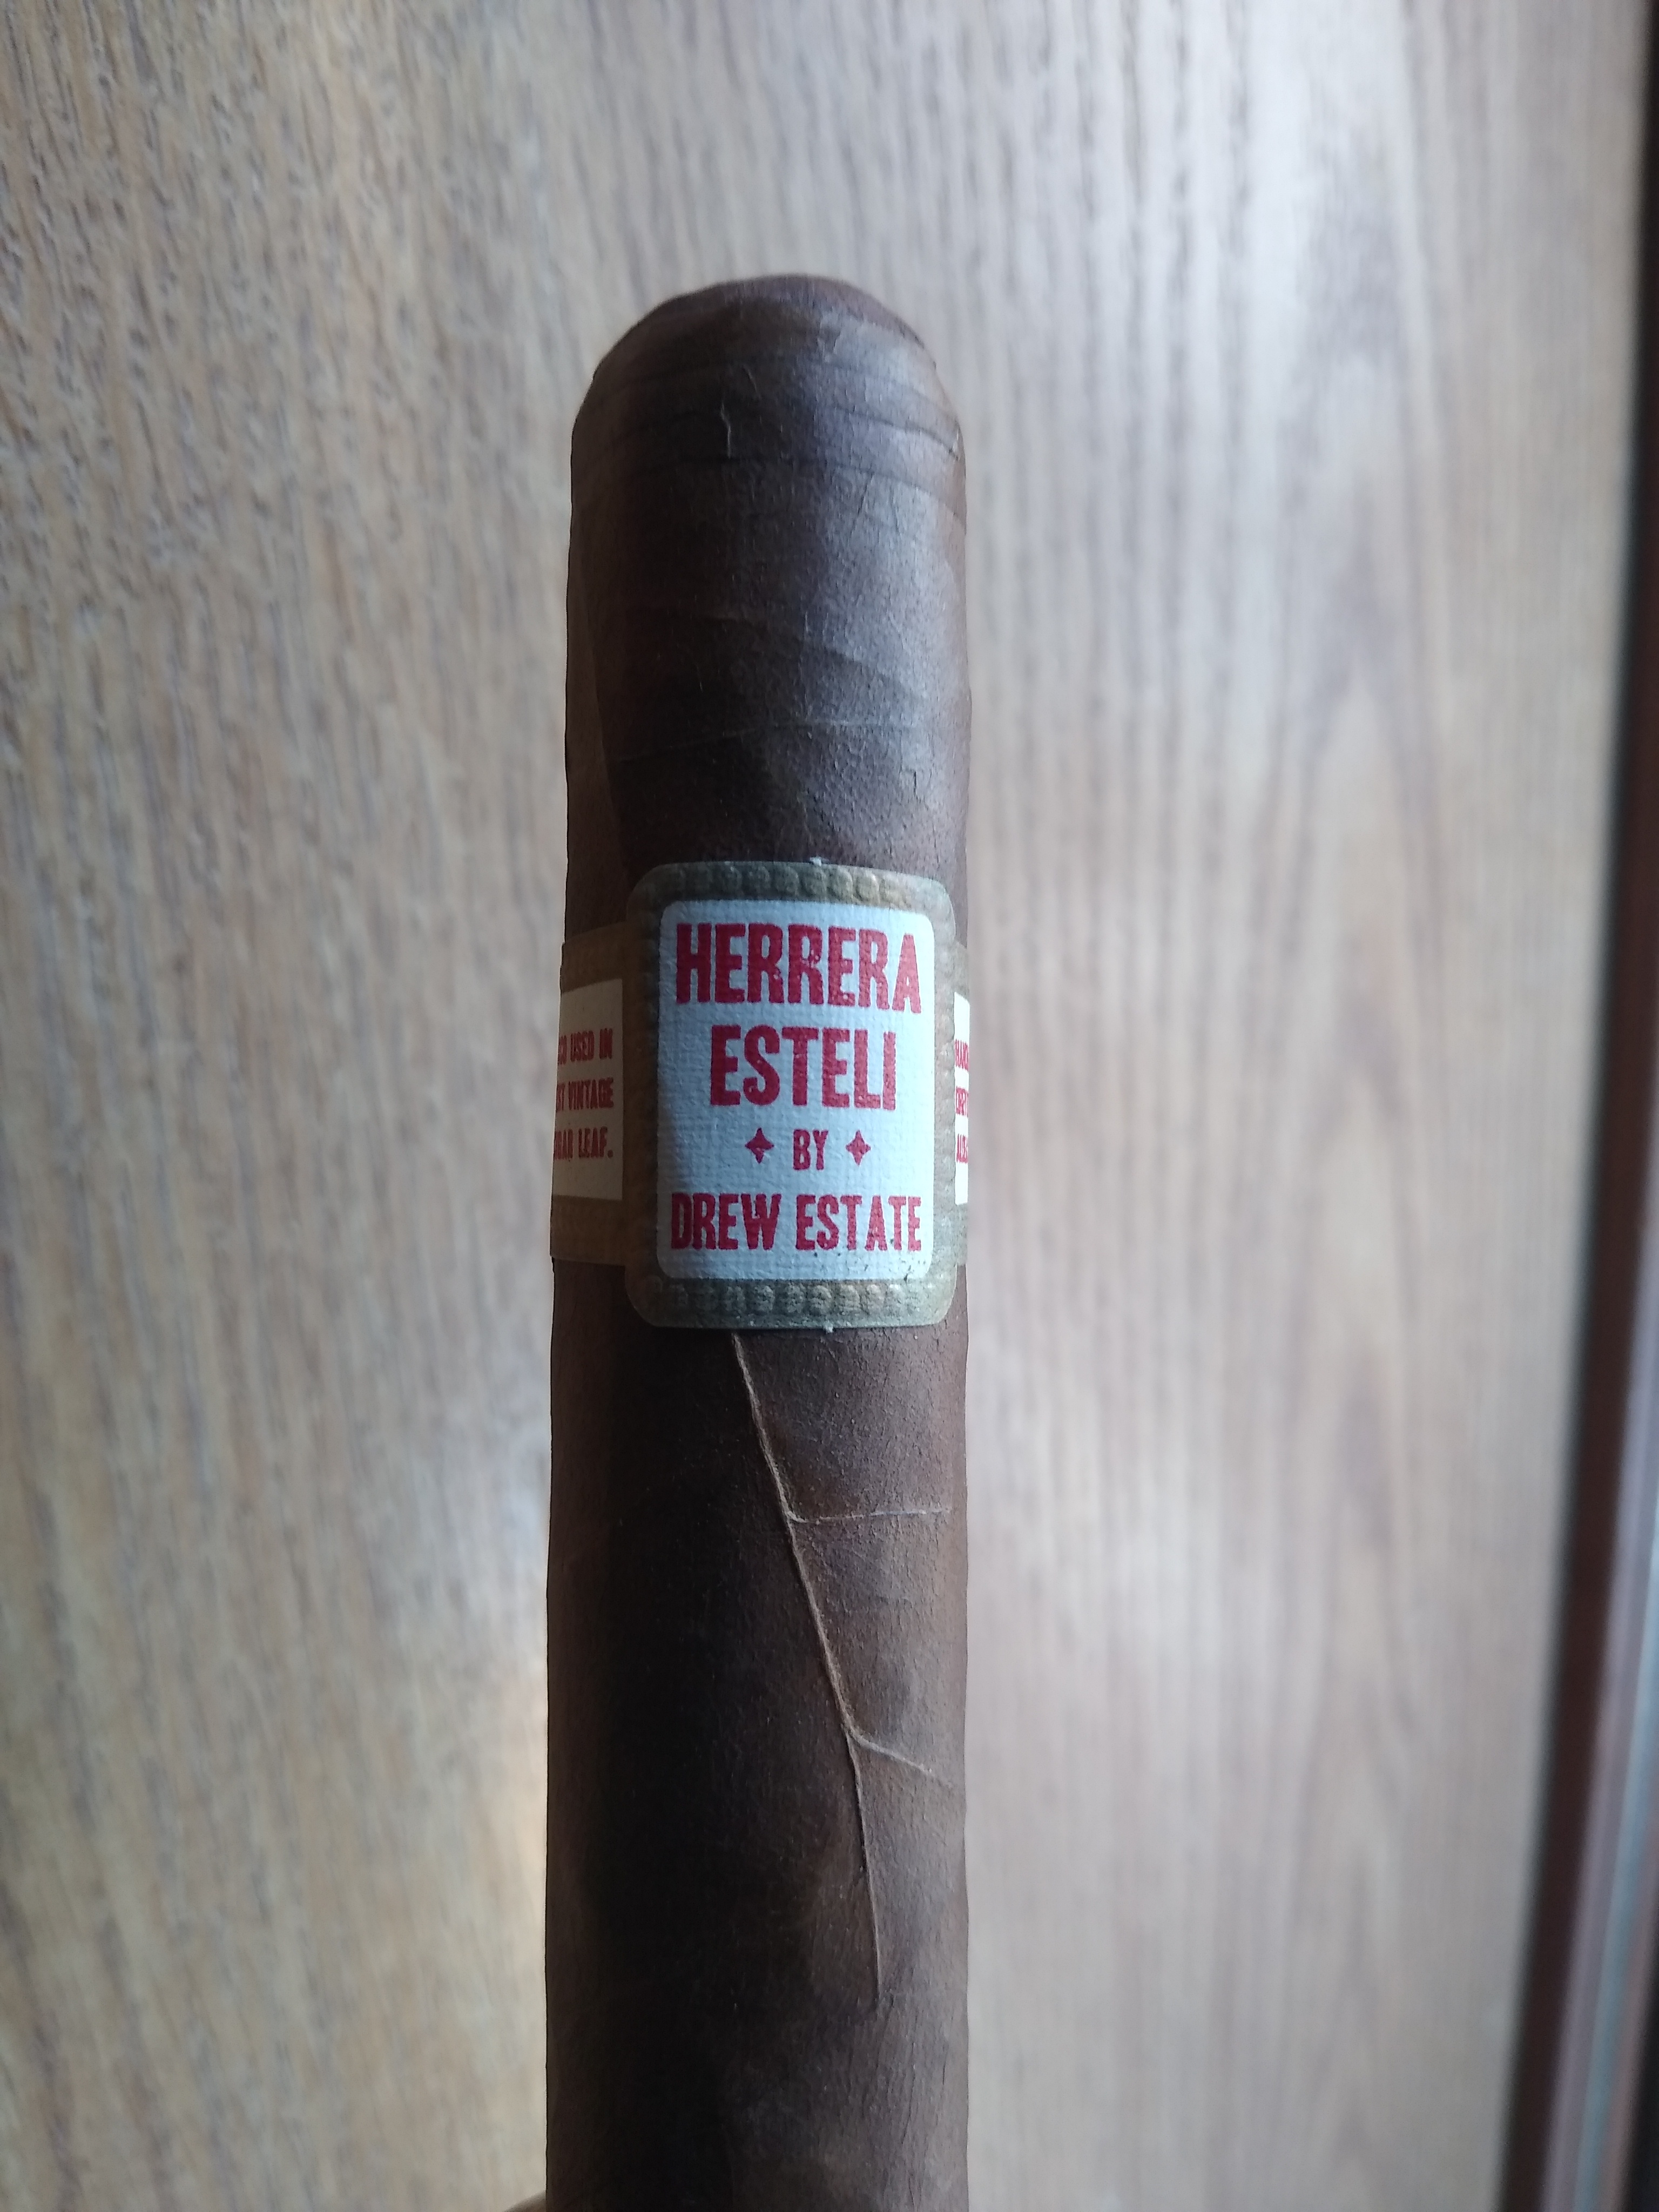 HERRERA
ESTELI
BY
DREW ESTATE
USED IN
VINTAGE
LEAF.